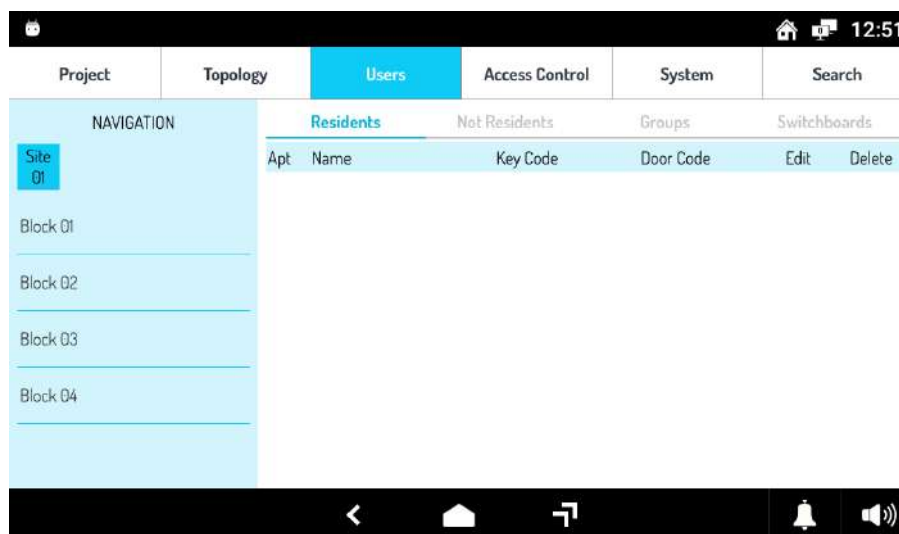 12:51
Project Topology Users Access Control System Search
NAVIGATION Residents Not Residents Groups Switchboards
Site
01
Apt Name Key Code Door Code Edit Delete
Block 01
Block 02
Block 03
Block 04